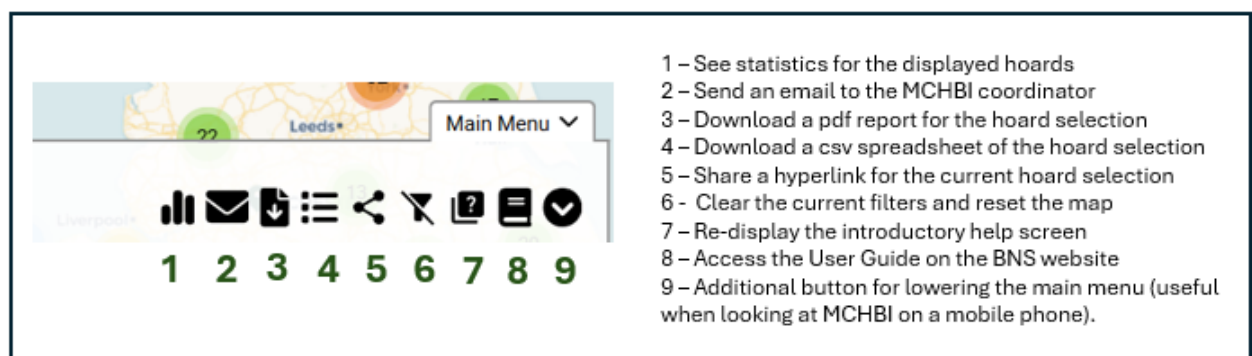 York
22
Leeds
Main Menu
13
Liverpool
?
1 2 3 4 5 6 7 8 9
1 – See statistics for the displayed hoards
2 – Send an email to the MCHBI coordinator
3 – Download a pdf report for the hoard selection
4 – Download a csv spreadsheet of the hoard selection
5 – Share a hyperlink for the current hoard selection
6 -  Clear the current filters and reset the map
7 – Re-display the introductory help screen
8 – Access the User Guide on the BNS website
9 – Additional button for lowering the main menu (useful
when looking at MCHBI on a mobile phone).